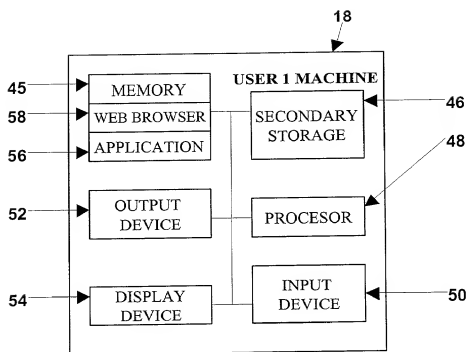 18
USER 1 MACHINE
45
MEMORY
58
WEB BROWSER
56
APPLICATION
SECONDARY
STORAGE
46
52
OUTPUT
DEVICE
PROCESOR
48
54
DISPLAY
DEVICE
INPUT
DEVICE
50